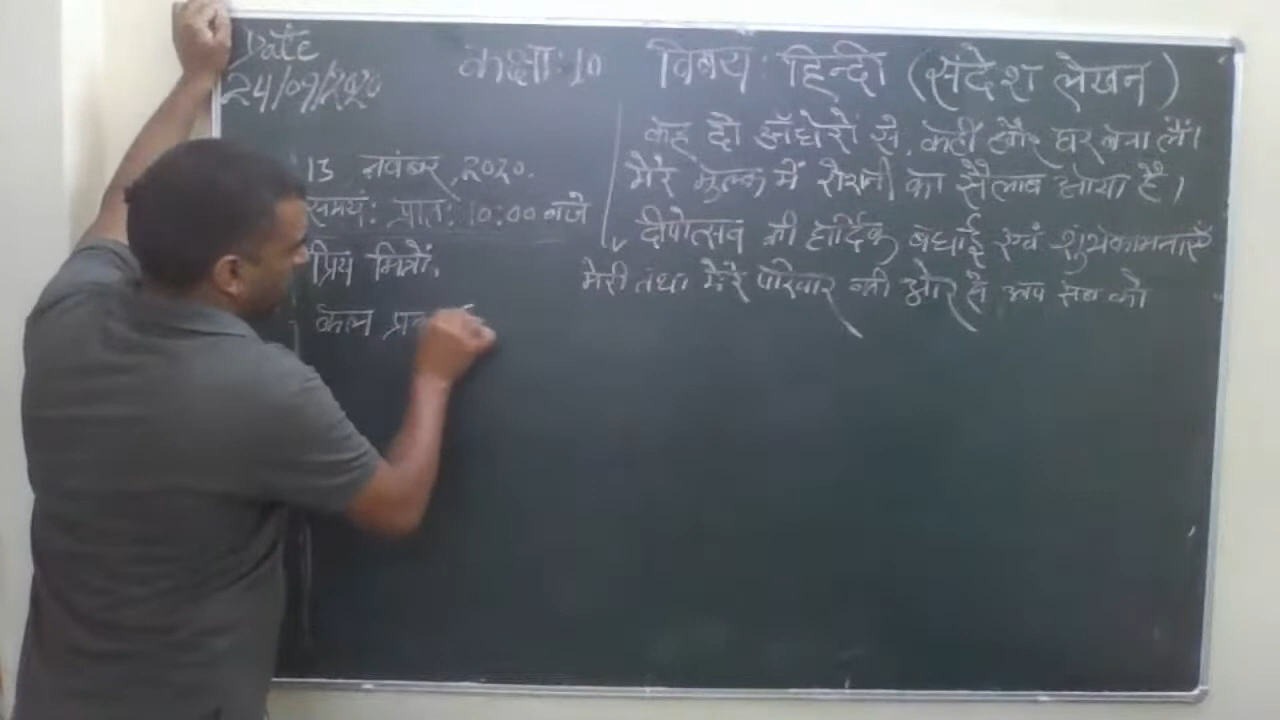 Date
24/09/2020
कक्षा: 10
विषय: हिन्दी (संदेश लेखन)
13 नवंबर, 2020.
समय: प्रातः 10:00 बजे
प्रिय मित्रों,
कल
कह दो अँधेरों से, कहीं और घर बना लें।
मेरे मुल्क में रोशनी का सैलाब आया है।
दीपोत्सव की हार्दिक बधाई एवं शुभकामनाएँ
मेरी तथा मेरे परिवार की ओर से आप सब को